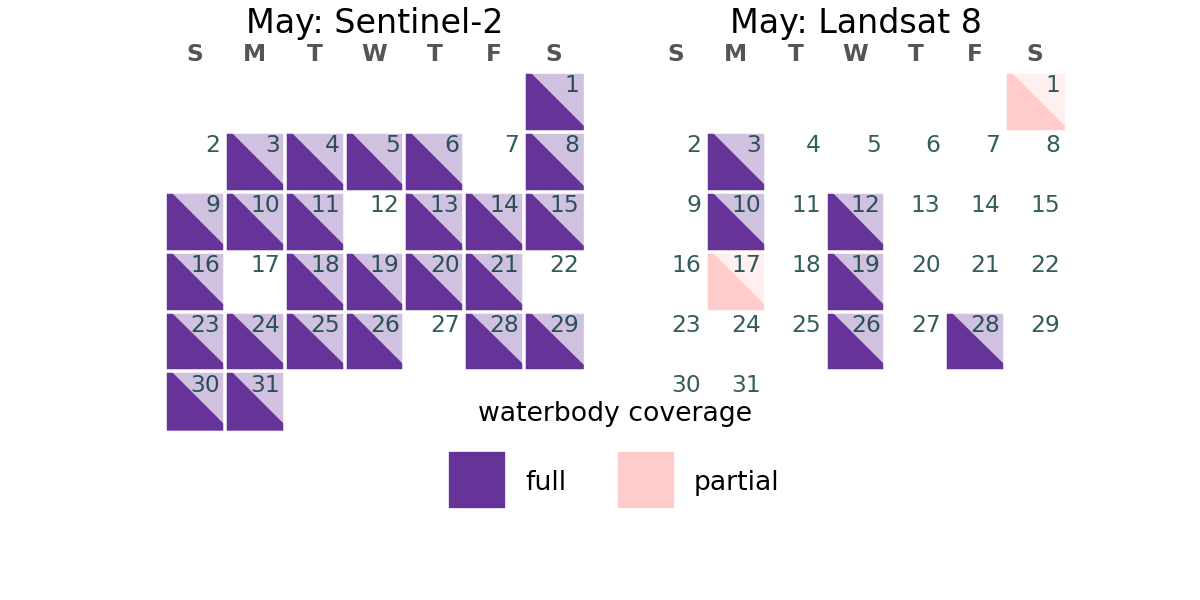 May: Sentinel-2
S M T W T F S
1
2 3 4 5 6 7 8
9 10 11 12 13 14 15
16 17 18 19 20 21 22
23 24 25 26 27 28 29
30 31
May: Landsat 8
S M T W T F S
1
2 3 4 5 6 7 8
9 10 11 12 13 14 15
16 17 18 19 20 21 22
23 24 25 26 27 28 29
30 31
waterbody coverage
full partial